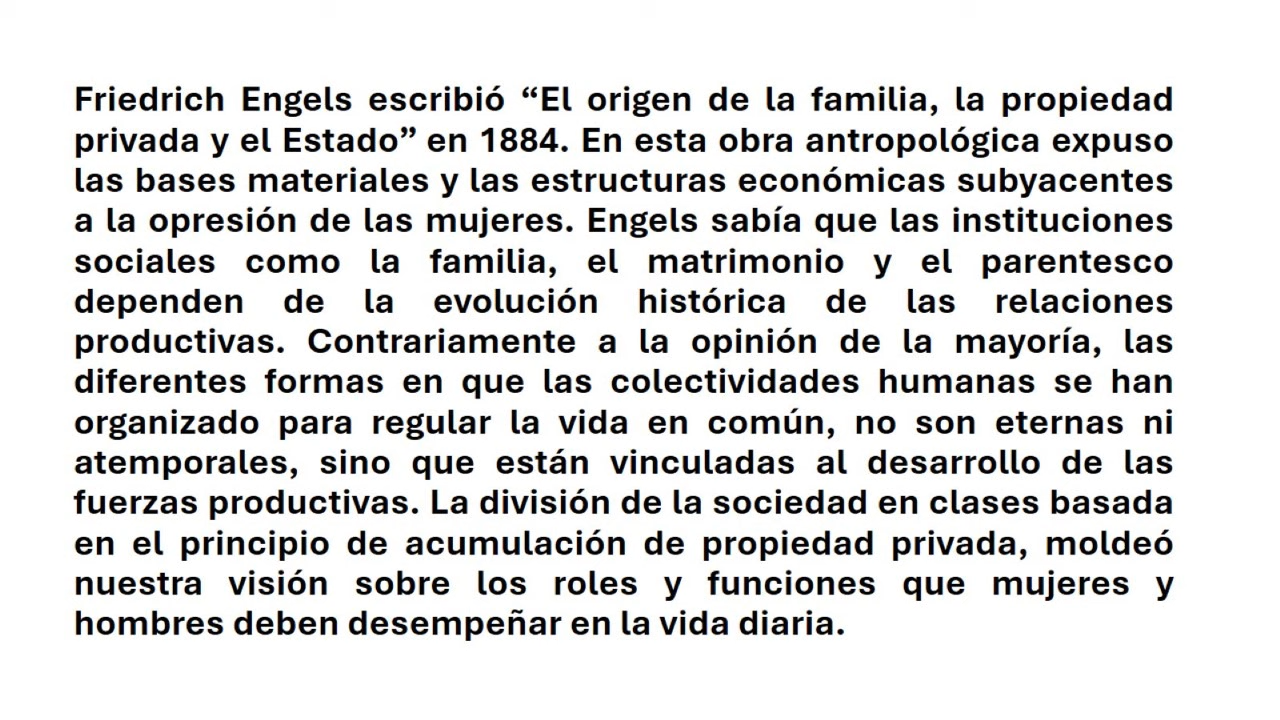 Friedrich Engels escribió “El origen de la familia, la propiedad
privada y el Estado” en 1884. En esta obra antropológica expuso
las bases materiales y las estructuras económicas subyacentes
a la opresión de las mujeres. Engels sabía que las instituciones
sociales como la familia, el matrimonio y el parentesco
dependen de la evolución histórica de las relaciones
productivas. Contrariamente a la opinión de la mayoría, las
diferentes formas en que las colectividades humanas se han
organizado para regular la vida en común, no son eternas ni
atemporales, sino que están vinculadas al desarrollo de las
fuerzas productivas. La división de la sociedad en clases basada
en el principio de acumulación de propiedad privada, moldeó
nuestra visión sobre los roles y funciones que mujeres y
hombres deben desempeñar en la vida diaria.